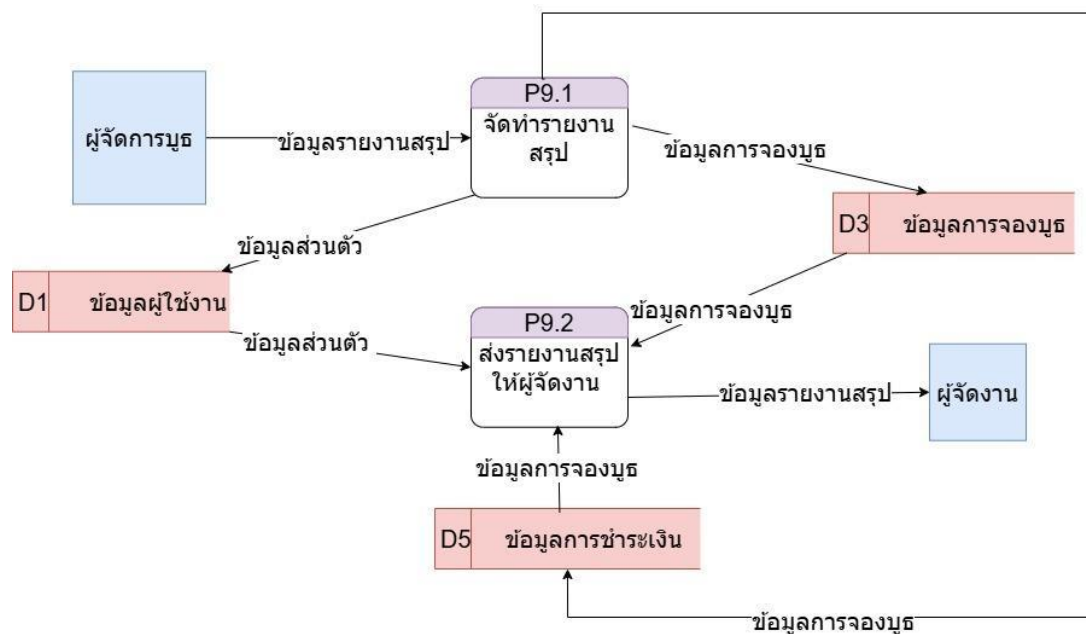 P9.1
จัดทำรายงาน
สรุป
ผู้จัดการบูธ
ข้อมูลรายงานสรุป
ข้อมูลการจองบูธ
D3 ข้อมูลการจองบูธ
ข้อมูลส่วนตัว
D1 ข้อมูลผู้ใช้งาน
ข้อมูลการจองบูธ
P9.2
ส่งรายงานสรุป
ให้ผู้จัดงาน
ข้อมูลส่วนตัว
ข้อมูลรายงานสรุป
ผู้จัดงาน
ข้อมูลการจองบูธ
D5 ข้อมูลการชำระเงิน
ข้อมูลการจองบูธ